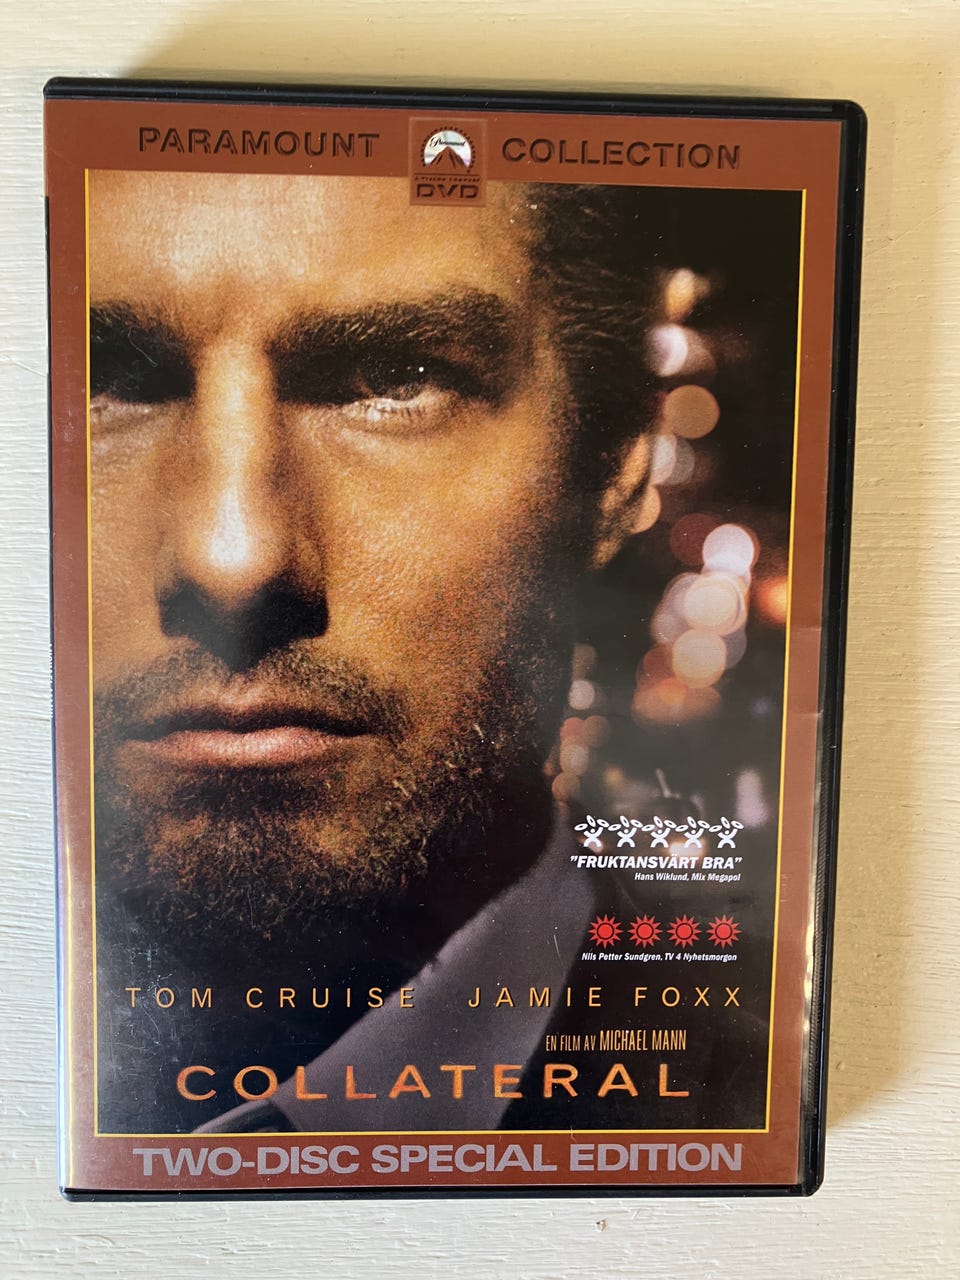 PARAMOUNT COLLECTION
Paramount
DVD
"FRUKTANSVÄRT BRA"
Hans Wiklund, Mix Megapol
Nils Petter Sundgren, TV 4 Nyhetsmorgon
TOM CRUISE JAMIE FOXX
EN FILM AV MICHAEL MANN
COLLATERAL
TWO-DISC SPECIAL EDITION